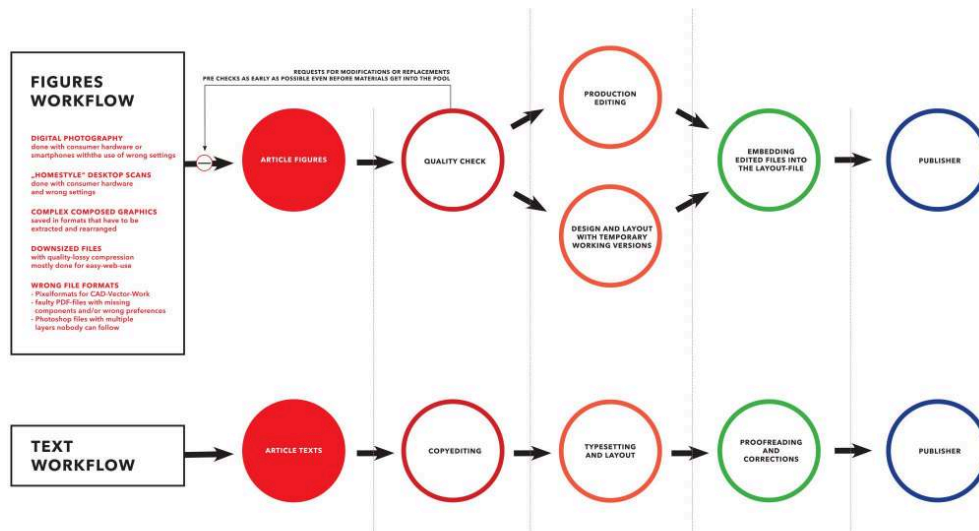 FIGURES
WORKFLOW
DIGITAL PHOTOGRAPHY
done with consumer hardware or
smartphones withthe use of wrong settings
„HOMESTYLE" DESKTOP SCANS
done with consumer hardware
and wrong settings
COMPLEX COMPOSED GRAPHICS
saved in formats that have to be
extracted and rearranged
DOWNSIZED FILES
with quality-lossy compression
mostly done for easy-web-use
WRONG FILE FORMATS
- Pixelformats for CAD-Vector-Work
- faulty PDF-files with missing
components and/or wrong preferences
- Photoshop files with multiple
layers nobody can follow
REQUESTS FOR MODIFICATIONS OR REPLACEMENTS
PRE CHECKS AS EARLY AS POSSIBLE EVEN BEFORE MATERIALS GET INTO THE POOL
ARTICLE FIGURES
QUALITY CHECK
PRODUCTION
EDITING
DESIGN AND LAYOUT
WITH TEMPORARY
WORKING VERSIONS
EMBEDDING
EDITED FILES INTO
THE LAYOUT-FILE
PUBLISHER
TEXT
WORKFLOW
ARTICLE TEXTS
COPYEDITING
TYPESETTING
AND LAYOUT
PROOFREADING
AND
CORRECTIONS
PUBLISHER